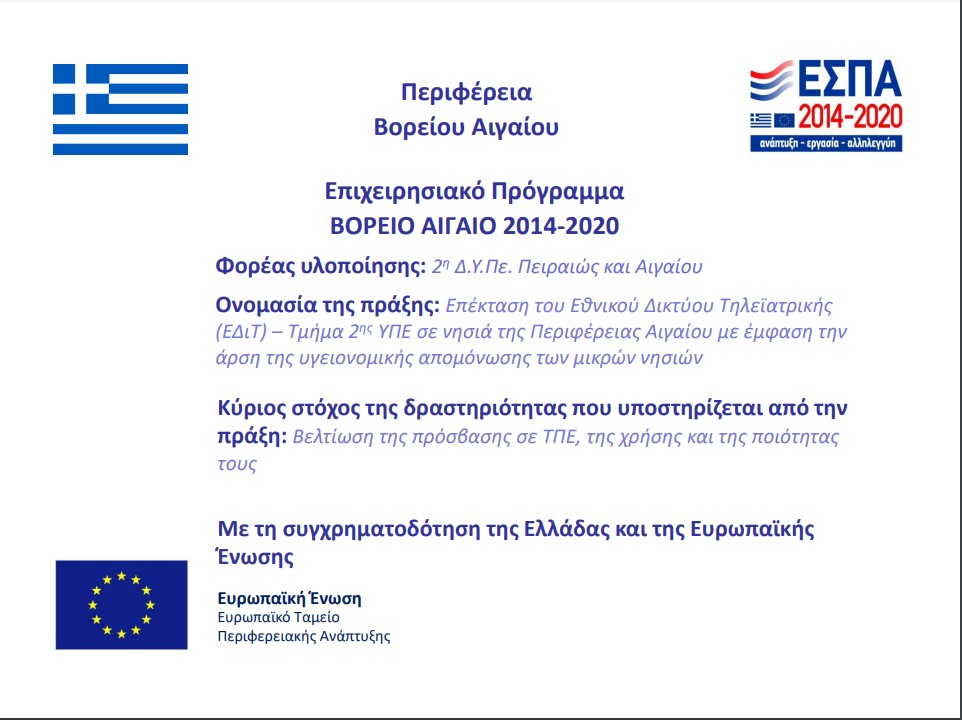 Περιφέρεια
Βορείου Αιγαίου
ΕΣΠΑ
2014-2020
ανάπτυξη - εργασία - αλληλεγγύη
Επιχειρησιακό Πρόγραμμα
ΒΟΡΕΙΟ ΑΙΓΑΙΟ 2014-2020
Φορέας υλοποίησης: 2η Δ.Υ.Πε. Πειραιώς και Αιγαίου
Ονομασία της πράξης: Επέκταση του Εθνικού Δικτύου Τηλεϊατρικής
(ΕΔιΤ) – Τμήμα 2ης ΥΠΕ σε νησιά της Περιφέρειας Αιγαίου με έμφαση την
άρση της υγειονομικής απομόνωσης των μικρών νησιών
Κύριος στόχος της δραστηριότητας που υποστηρίζεται από την
πράξη: Βελτίωση της πρόσβασης σε ΤΠΕ, της χρήσης και της ποιότητας
τους
Με τη συγχρηματοδότηση της Ελλάδας και της Ευρωπαϊκής
Ένωσης
Ευρωπαϊκή Ένωση
Ευρωπαϊκό Ταμείο
Περιφερειακής Ανάπτυξης